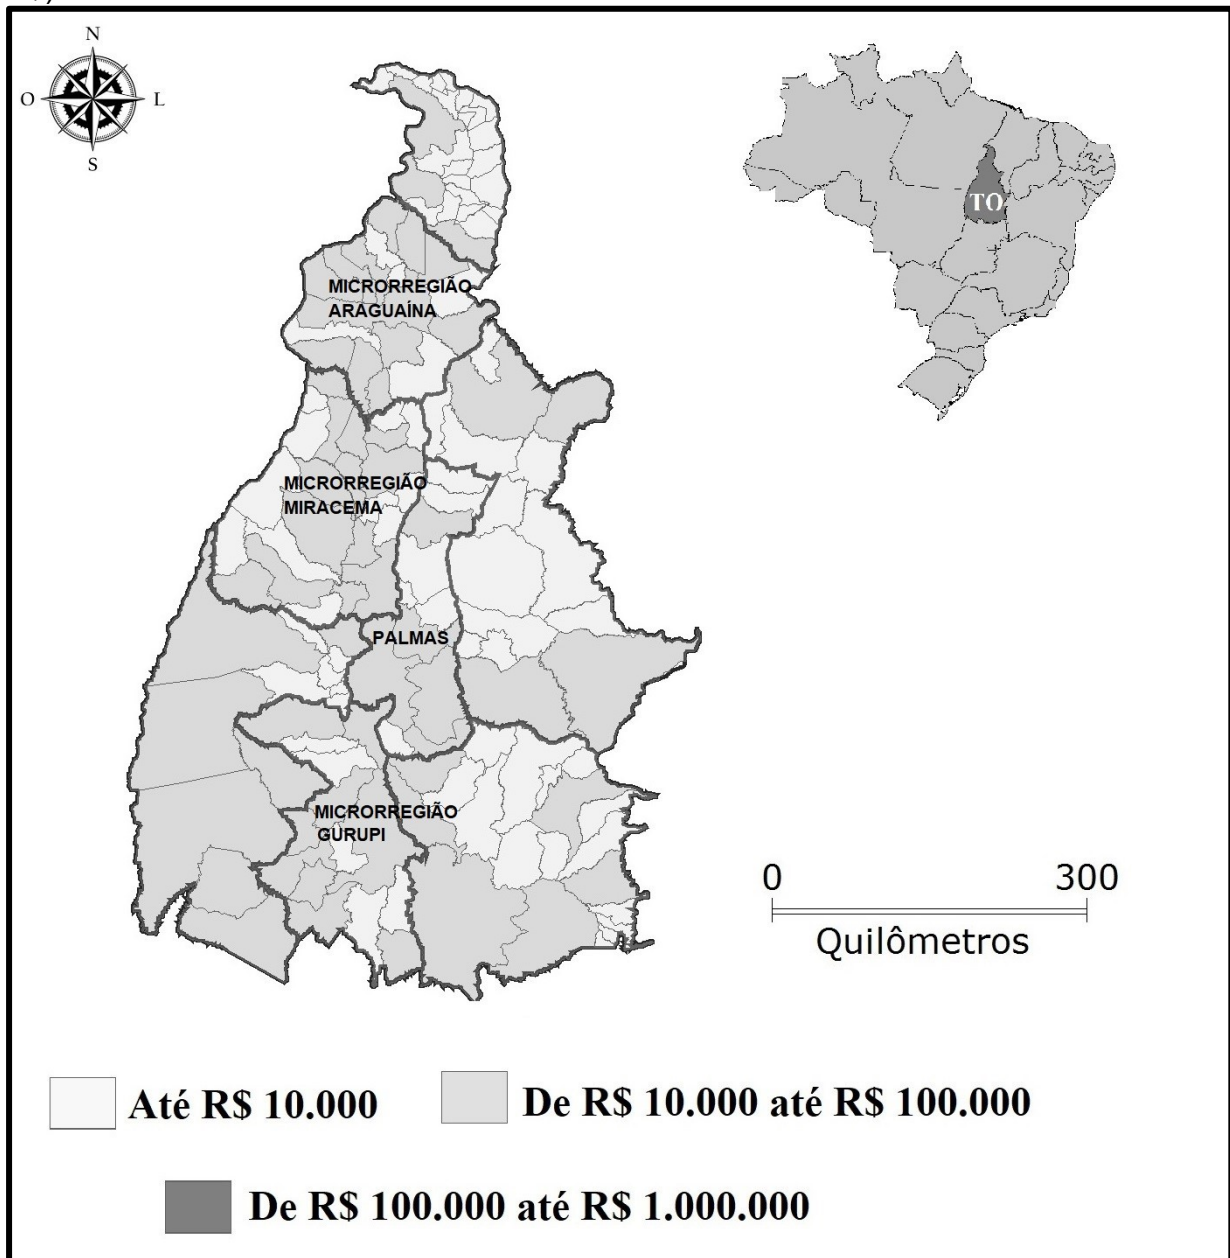 N
O
L
S
TO
MICRORREGIÃO
ARAGUAÍNA
MICRORREGIÃO
MIRACEMA
PALMAS
MICRORREGIÃO
GURUPI
0 300
Quilômetros
Até R$ 10.000
De R$ 10.000 até R$ 100.000
De R$ 100.000 até R$ 1.000.000